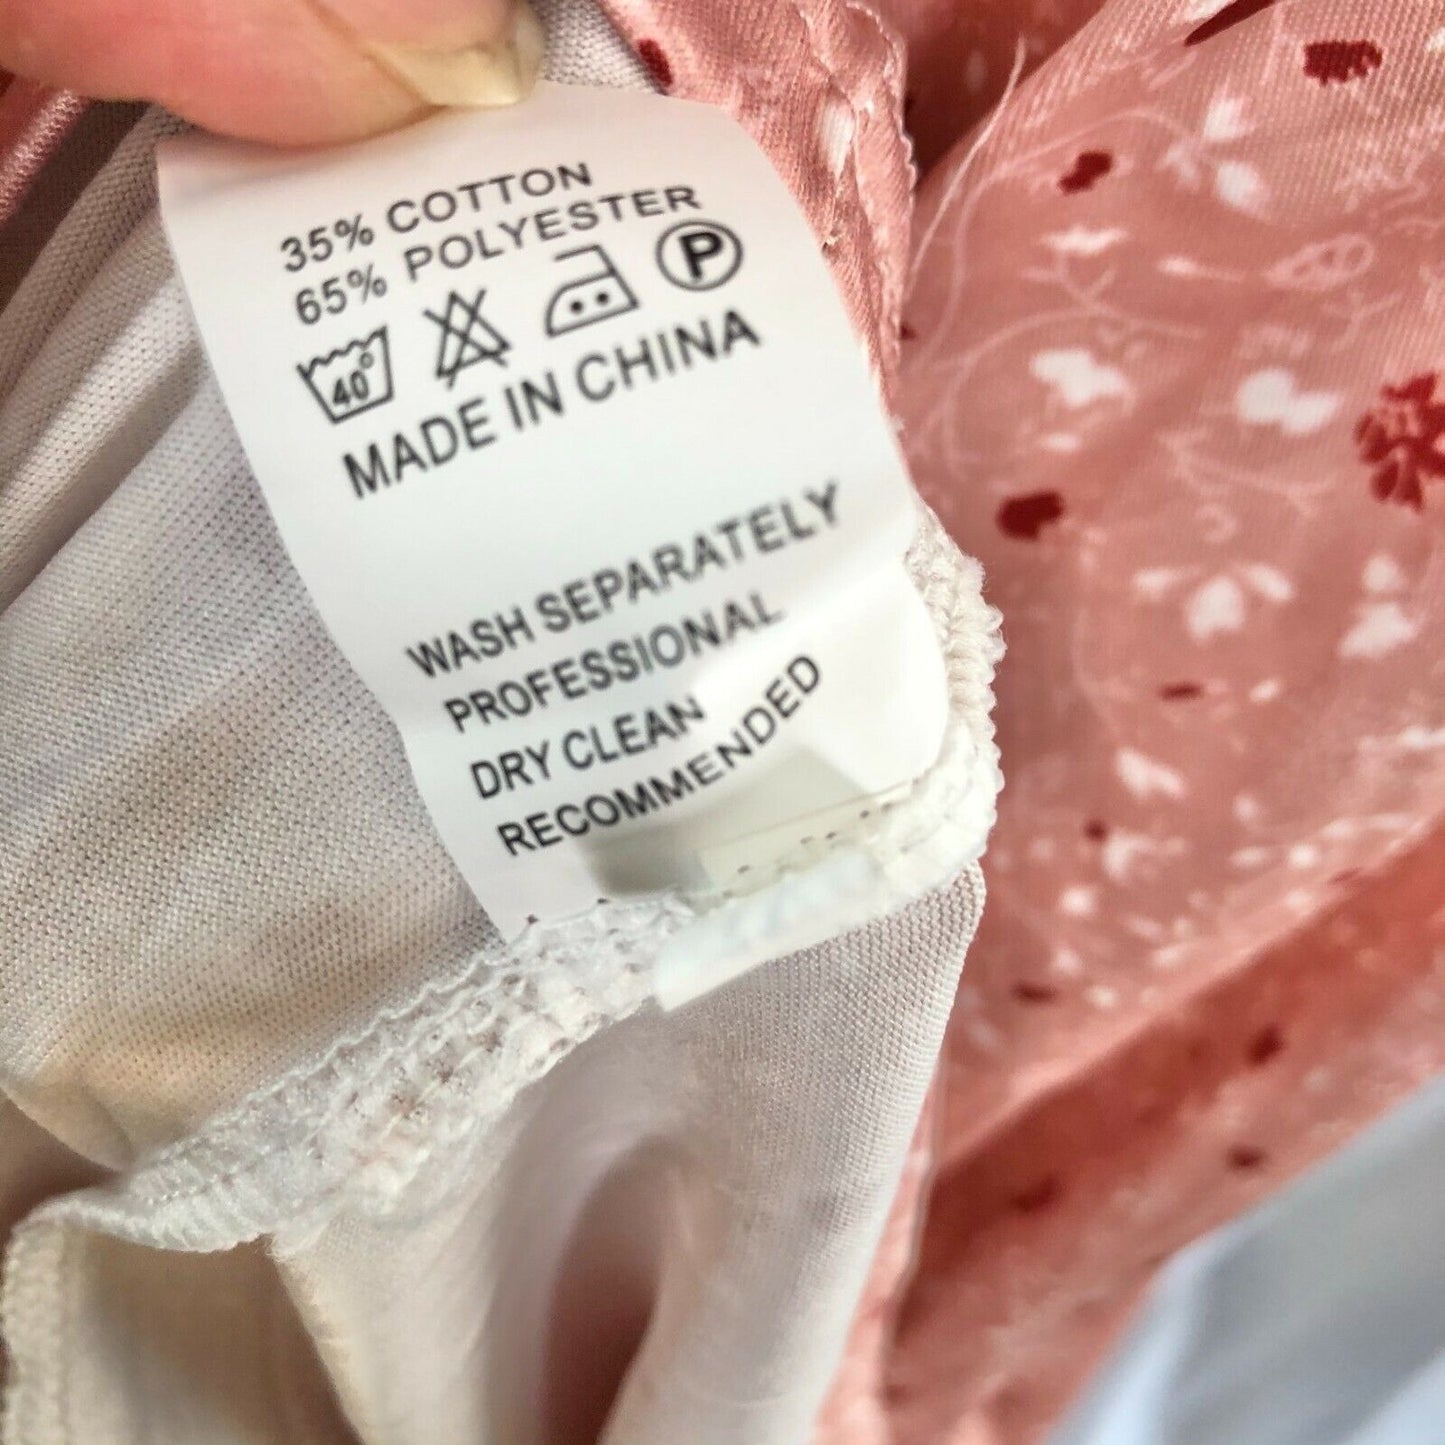 35% COTTON
65% POLYESTER
40° P
MADE IN CHINA
WASH SEPARATELY
PROFESSIONAL
DRY CLEAN
RECOMMENDED